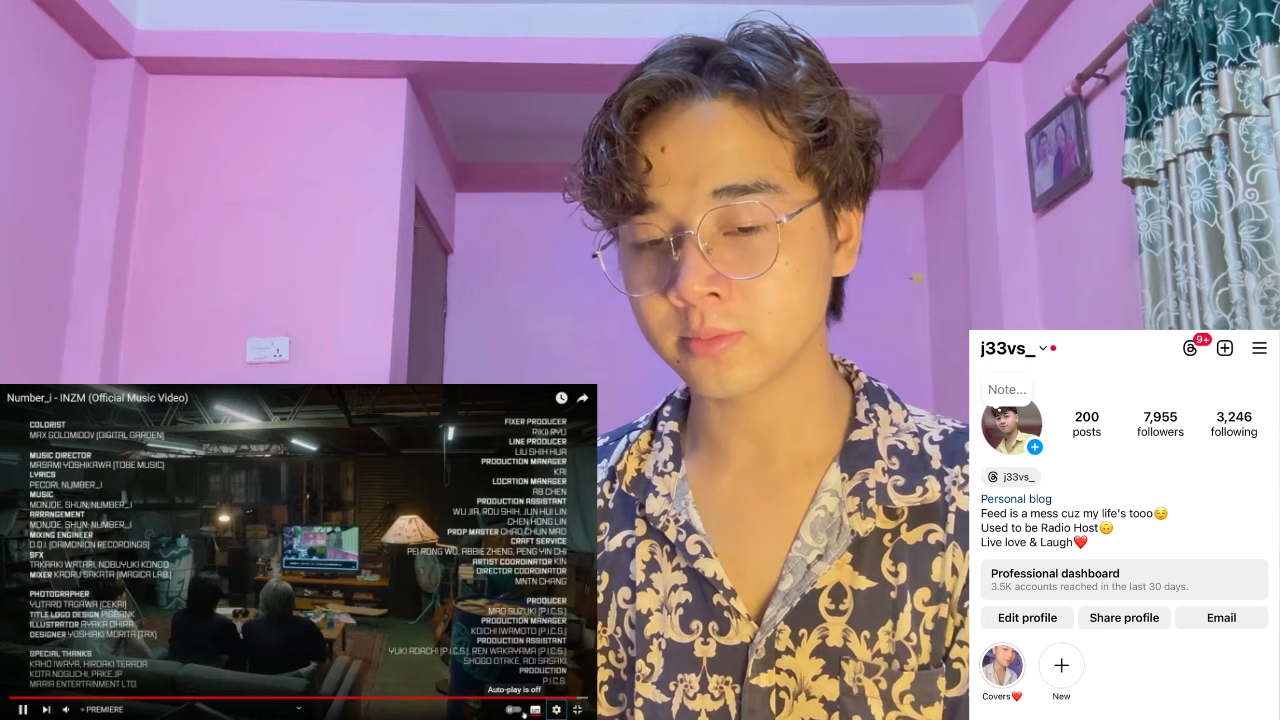 Number_i - INZM (Official Music Video)
COLORIST
MAX GOLOMIDOV [DIGITAL GARDEN]
MUSIC DIRECTOR
MASAMI YOSHIKAWA [TOBE MUSIC]
LYRICS
PECORI, NUMBER_I
MUSIC
MONJOE, SHUN, NUMBER_I
ARRANGEMENT
MONJOE, SHUN, NUMBER_I
MIXING ENGINEER
D.O.I. [DAIMONION RECORDINGS]
SFX
TAKAAKI WATARI, NOBUYUKI KONDO
MIXER KAORU SAKATA [IMAGICA LAB.]
PHOTOGRAPHER
YUTARO TAGAWA [CEKAI]
TITLE LOGO DESIGN PIGBANK
ILLUSTRATOR AYAKA OHIRA
DESIGNER YOSHIAKI MORITA [TAX]
SPECIAL THANKS
KAHO IWAYA, HIROAKI TERADA
KOTA NOGUCHI, PAKEJP
MARIA ENTERTAINMENT LTD.
FIXER PRODUCER
RIKII RYU
LINE PRODUCER
LIU SHIH HUA
PRODUCTION MANAGER
KAI
LOCATION MANAGER
AB CHEN
PRODUCTION ASSISTANT
WU JIA, ROU SHIH, JUN HUI LIN
CHEN HONG LIN
PROP MASTER CHAO CHUN MAO
CRAFT SERVICE
PEI RONG WU, ABBIE ZHENG, PENG YIN CHI
ARTIST COORDINATOR KIN
DIRECTOR COORDINATOR
MNTN CHANG
PRODUCER
MAO SUZUKI [P.I.C.S.]
PRODUCTION MANAGER
KOICHI IWAMOTO [P.I.C.S.]
PRODUCTION ASSISTANT
YUKI ADACHI [P.I.C.S.], REN WAKAYAMA [P.I.C.S.]
SHOGO OTAKE, AOI SASAKI
PRODUCTION
P.I.C.S.
Auto-play is off
• PREMIERE
j33vs_
9+
Note...
200 7,955 3,246
posts followers following
j33vs_
Personal blog
Feed is a mess cuz my life's tooo😌
Used to be Radio Host🙃
Live love & Laugh❤️
Professional dashboard
3.5K accounts reached in the last 30 days.
Edit profile Share profile Email
Covers❤️ New